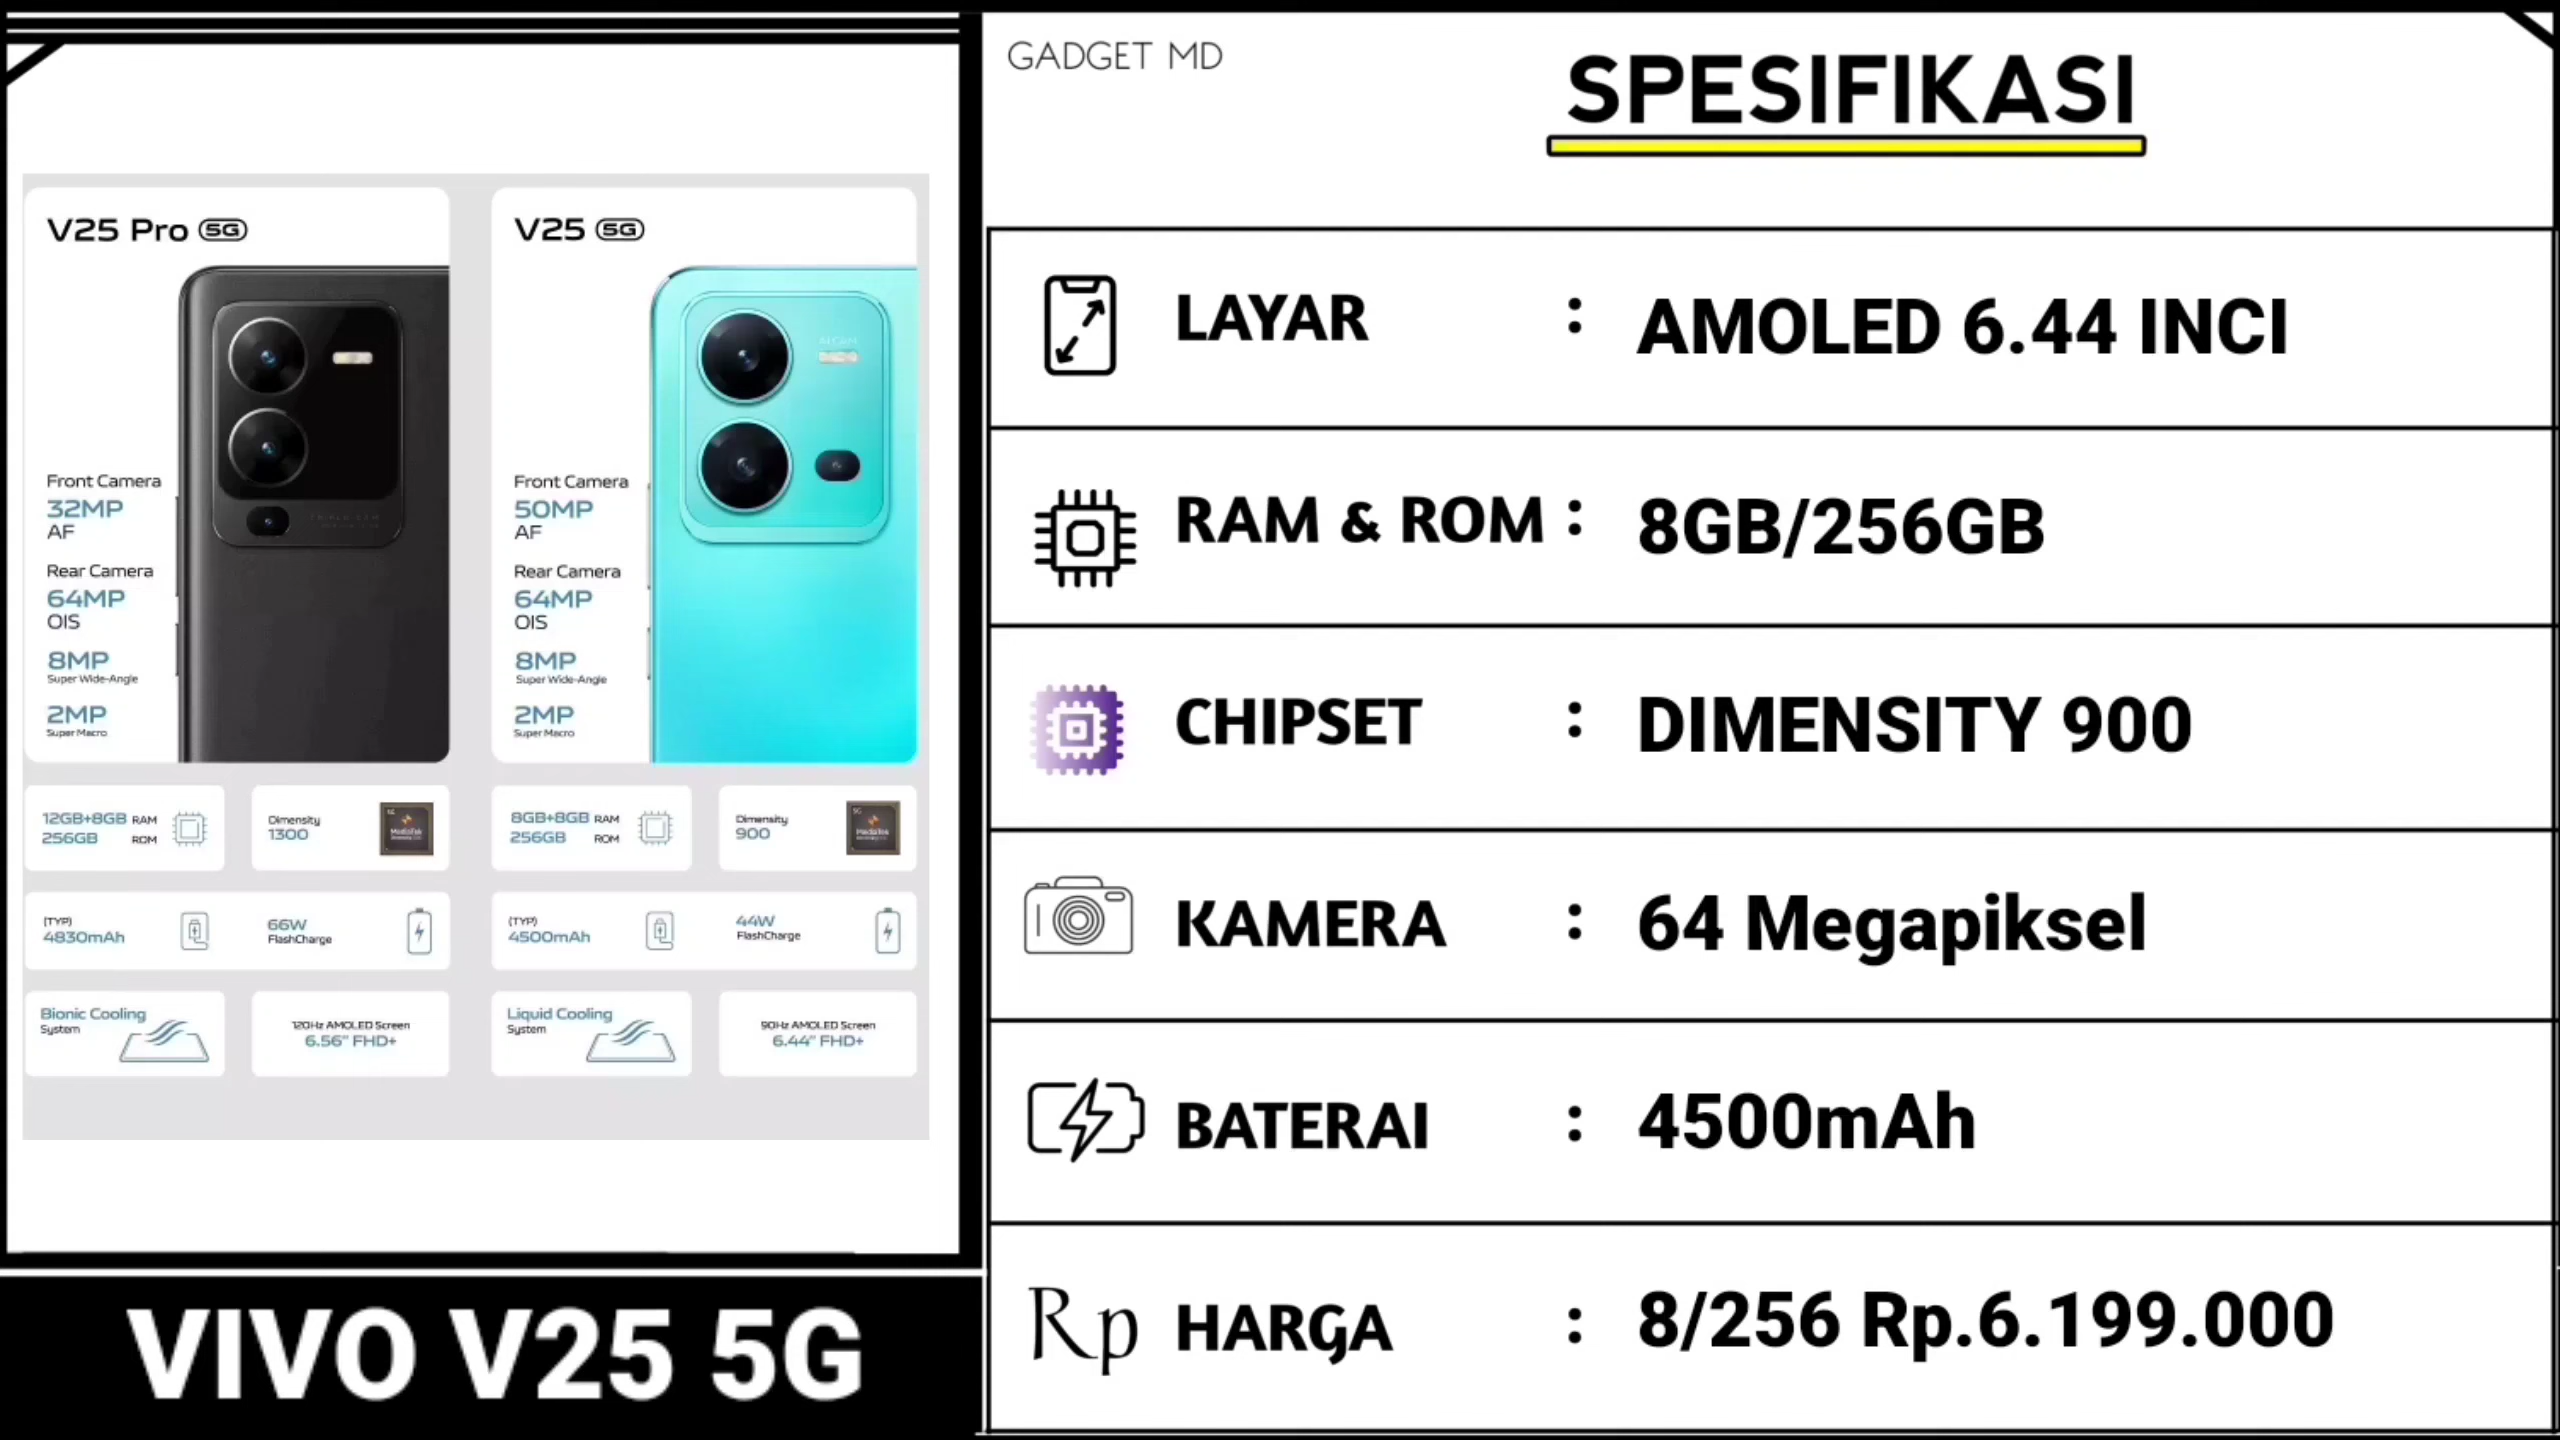 GADGET MD
SPESIFIKASI
V25 Pro 5G
Front Camera
32MP
AF
Rear Camera
64MP
OIS
8MP
Super Wide-Angle
2MP
Super Macro
12GB+8GB RAM
256GB ROM
Dimensity
1300
MediaTek
(TYP)
4830mAh
66W
FlashCharge
Bionic Cooling
System
120Hz AMOLED Screen
6.56" FHD+
V25 5G
Front Camera
50MP
AF
Rear Camera
64MP
OIS
8MP
Super Wide-Angle
2MP
Super Macro
8GB+8GB RAM
256GB ROM
Dimensity
900
MediaTek
(TYP)
4500mAh
44W
FlashCharge
Liquid Cooling
System
90Hz AMOLED Screen
6.44" FHD+
VIVO V25 5G
LAYAR : AMOLED 6.44 INCI
RAM & ROM : 8GB/256GB
CHIPSET : DIMENSITY 900
KAMERA : 64 Megapiksel
BATERAI : 4500mAh
Rp HARGA : 8/256 Rp.6.199.000